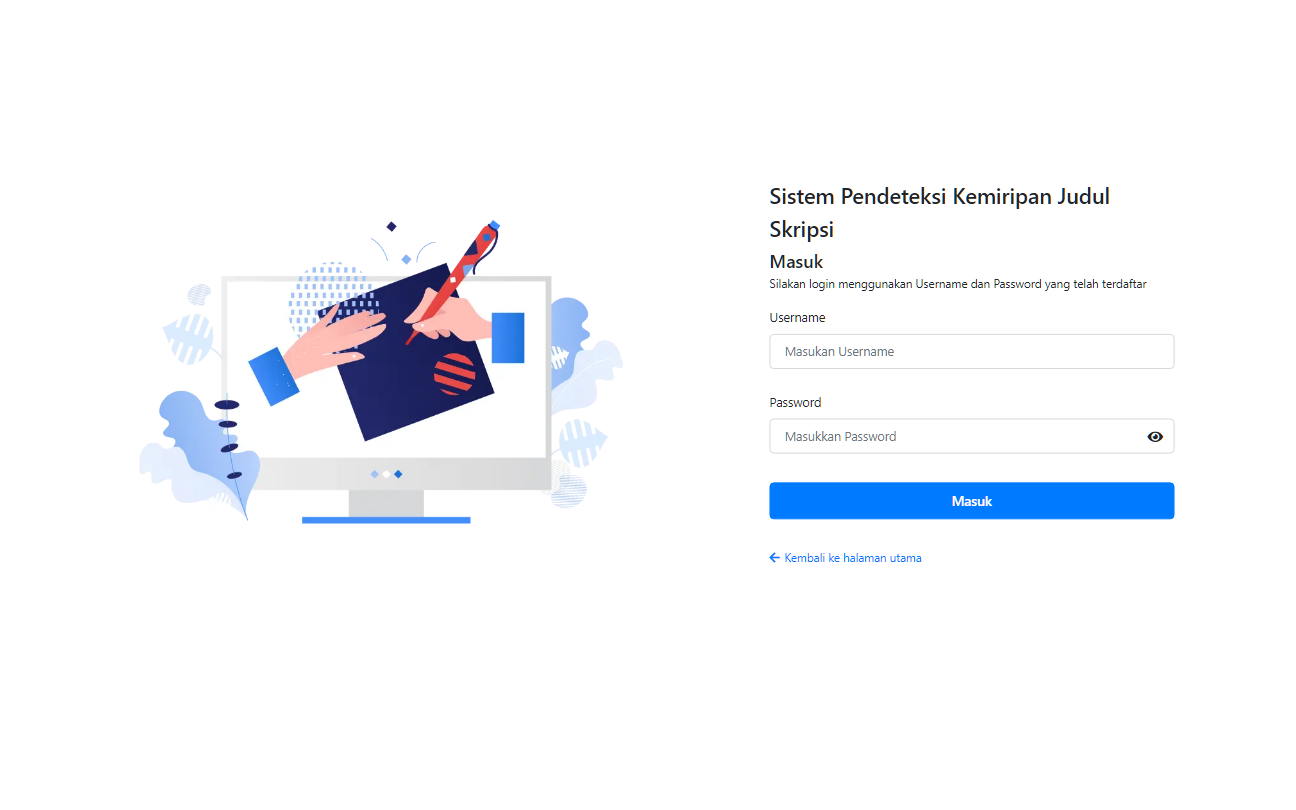 Sistem Pendeteksi Kemiripan Judul
Skripsi
Masuk
Silakan login menggunakan Username dan Password yang telah terdaftar
Username
Masukan Username
Password
Masukkan Password
Masuk
Kembali ke halaman utama